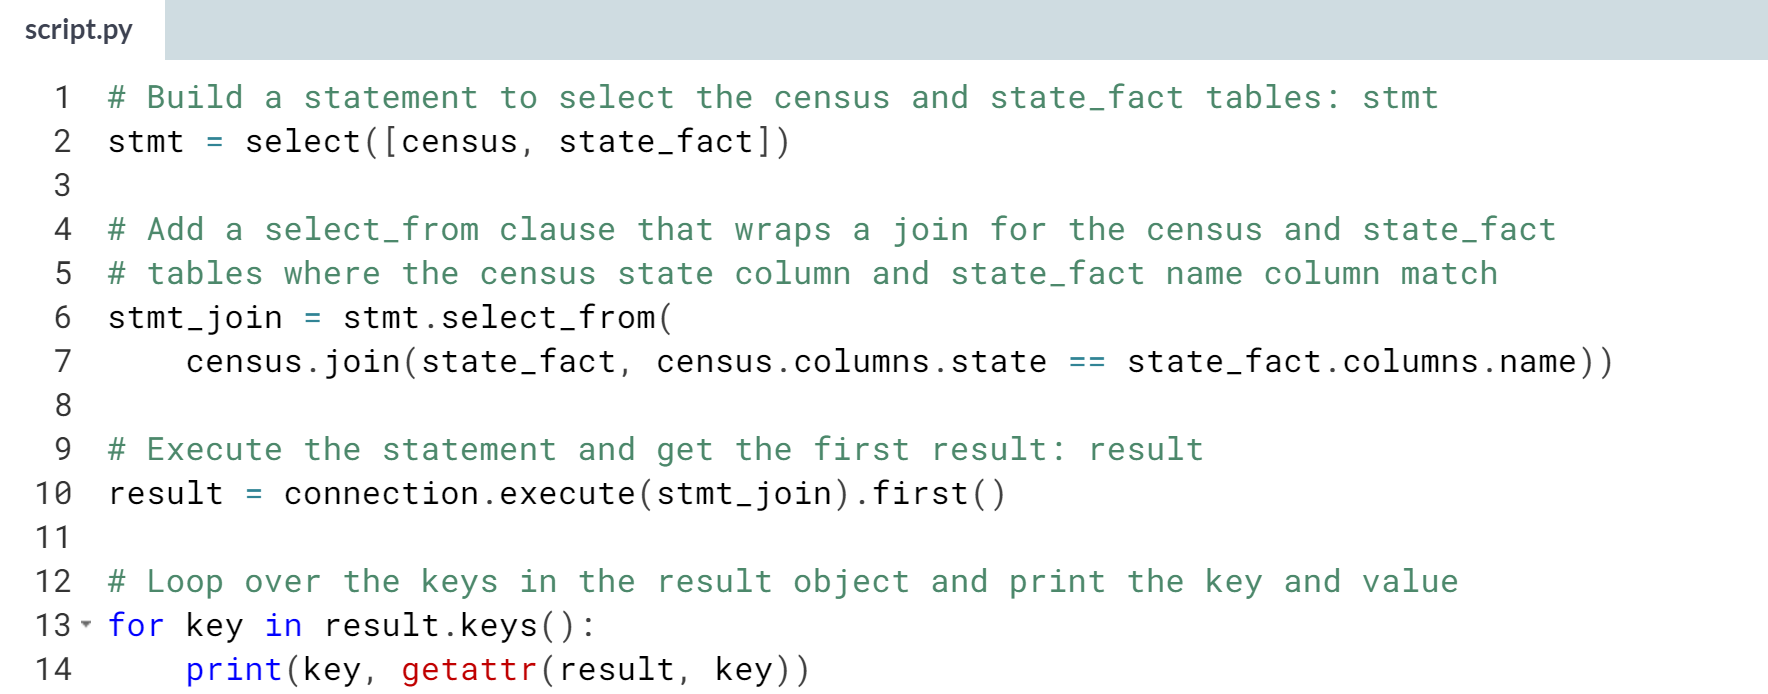 script.py
1 # Build a statement to select the census and state_fact tables: stmt
2 stmt = select([census, state_fact])
3
4 # Add a select_from clause that wraps a join for the census and state_fact
5 # tables where the census state column and state_fact name column match
6 stmt_join = stmt.select_from(
7     census.join(state_fact, census.columns.state == state_fact.columns.name))
8
9 # Execute the statement and get the first result: result
10 result = connection.execute(stmt_join).first()
11
12 # Loop over the keys in the result object and print the key and value
13 for key in result.keys():
14     print(key, getattr(result, key))